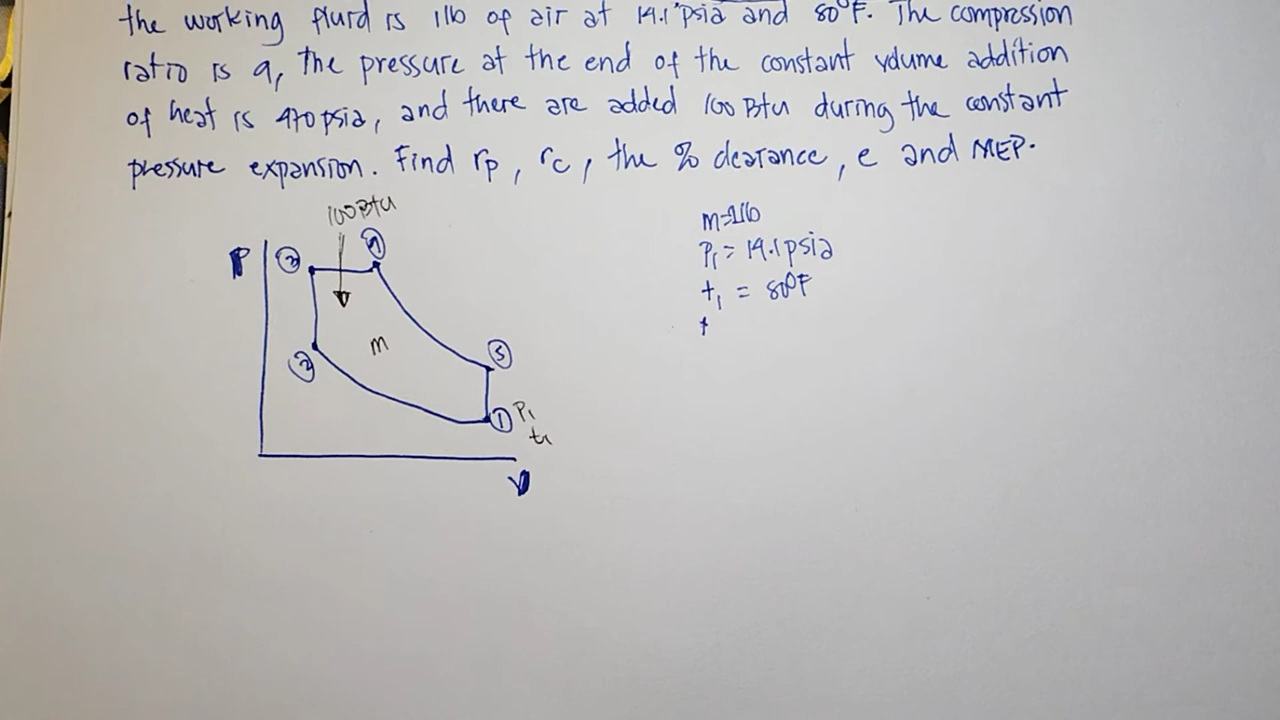 the working fluid is 1lb of air at 14.1 psia and 80°F. The compression
ratio is 9, the pressure at the end of the constant volume addition
of heat is 470 psia, and there are added 100 Btu during the constant
pressure expansion. Find rp, rc, the % clearance, e and MEP.
100 Btu
P 3 4
m
2 5
1 P1
t1
V
m=1lb
P1 = 14.1psia
t1 = 80°F
t